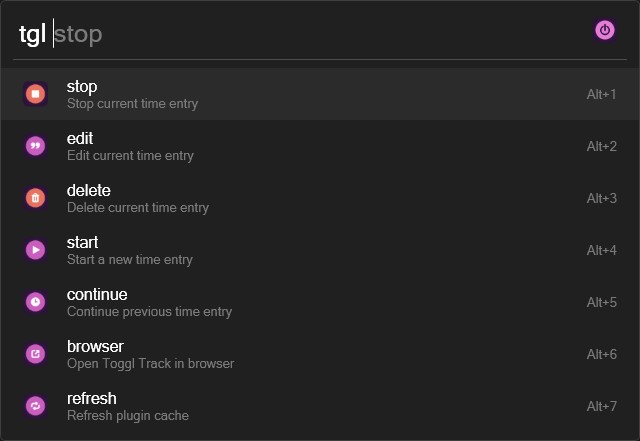 tgl stop
stop
Stop current time entry
Alt+1
edit
Edit current time entry
Alt+2
delete
Delete current time entry
Alt+3
start
Start a new time entry
Alt+4
continue
Continue previous time entry
Alt+5
browser
Open Toggl Track in browser
Alt+6
refresh
Refresh plugin cache
Alt+7